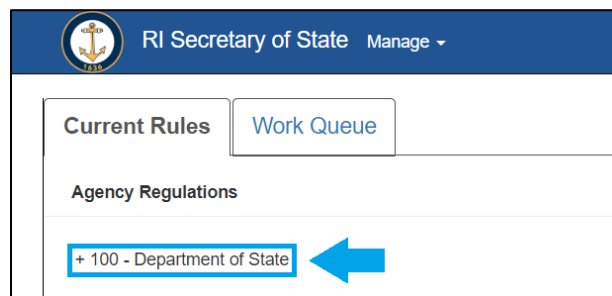 1636
RI Secretary of State Manage
Current Rules Work Queue
Agency Regulations
+ 100 - Department of State